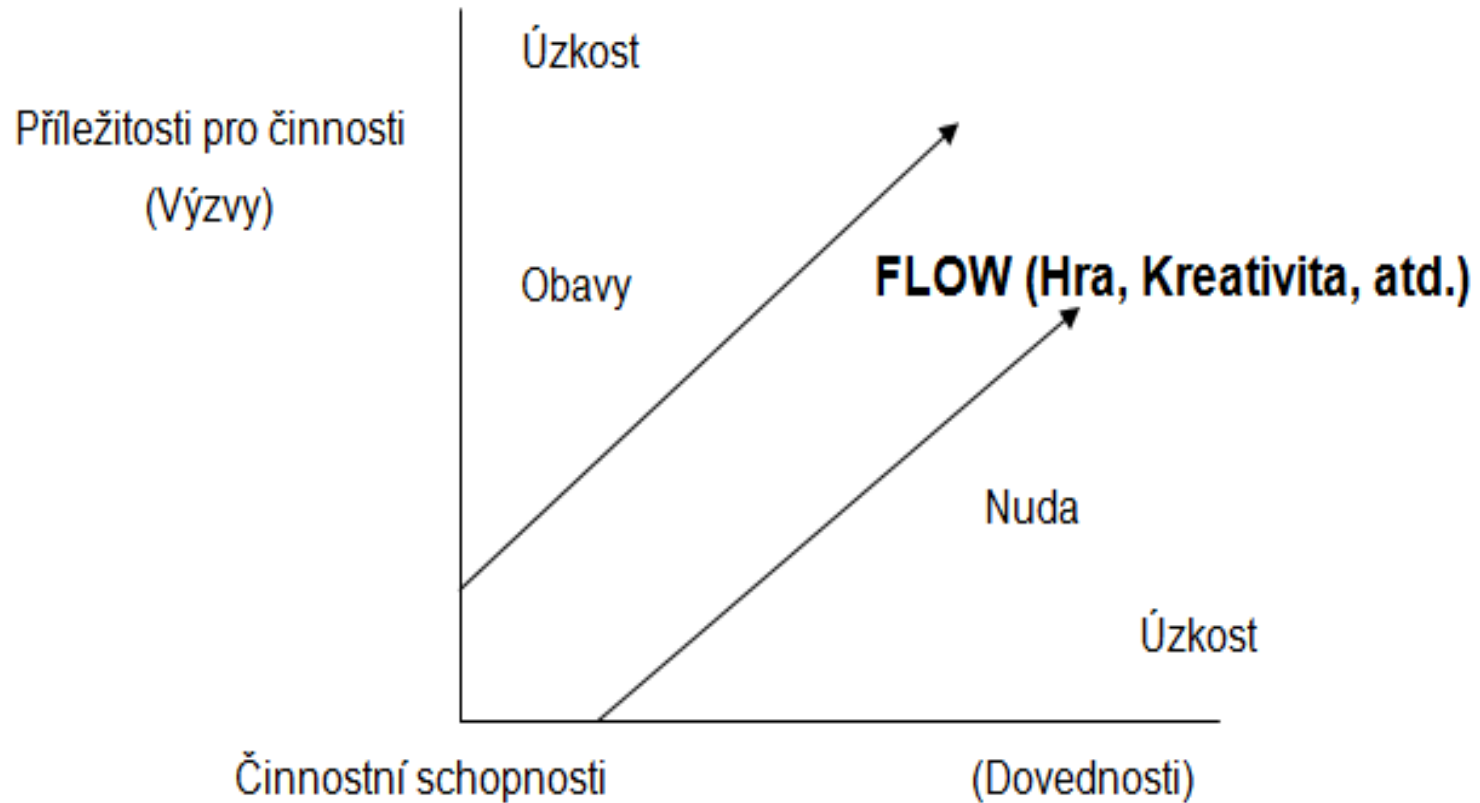 Úzkost
Příležitosti pro činnosti
(Výzvy)
Obavy
FLOW (Hra, Kreativita, atd.)
Nuda
Úzkost
Činnostní schopnosti
(Dovednosti)